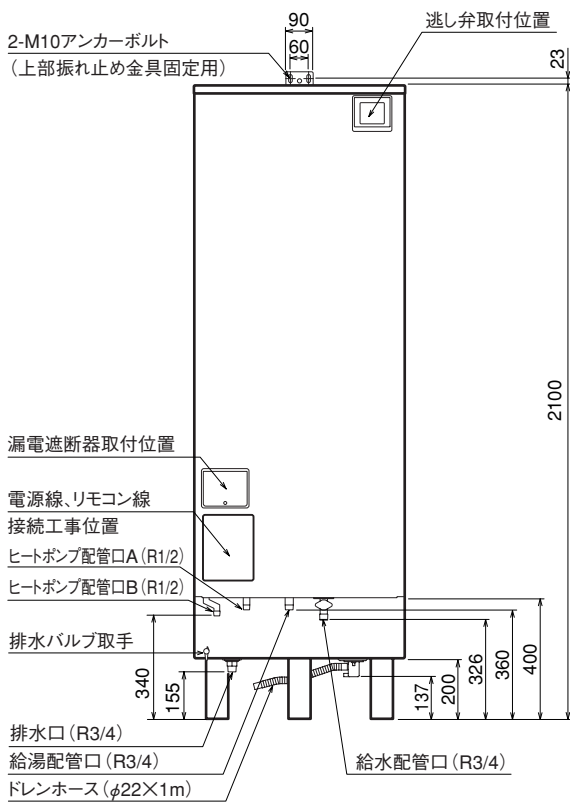 90
2-M10アンカーボルト
60
(上部振れ止め金具固定用)
逃し弁取付位置
23
2100
漏電遮断器取付位置
電源線、リモコン線
接続工事位置
ヒートポンプ配管口A(R1/2)
ヒートポンプ配管口B(R1/2)
排水バルブ取手
340
155
137
200
326
360
400
排水口(R3/4)
給湯配管口(R3/4)
給水配管口(R3/4)
ドレンホース(φ22×1m)